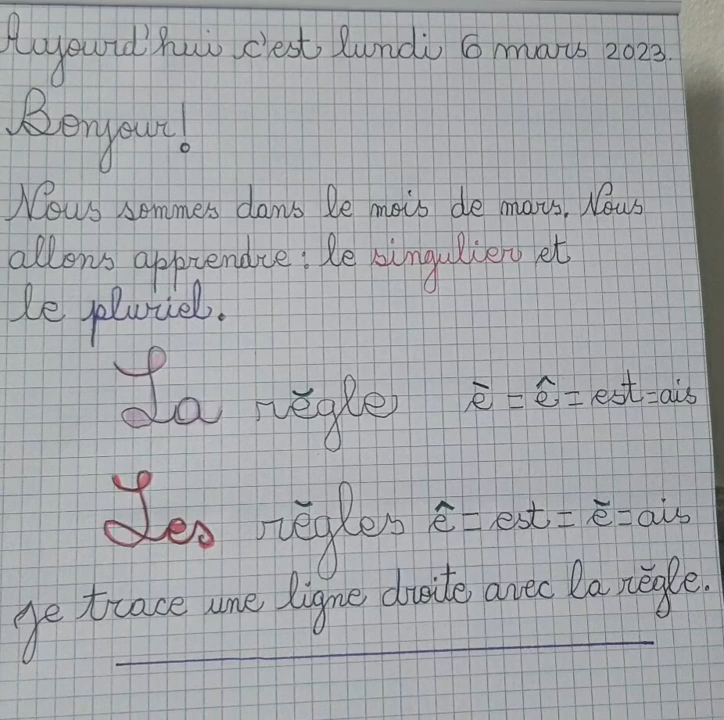 Aujourd'hui c'est lundi 6 mars 2023.
Bonjour!
Nous sommes dans le mois de mars. Nous
allons apprendre : le singulier et
le pluriel.
La règle è = ê = est = ais
Les règles ê = est = è = ais
je trace une ligne droite avec la règle.